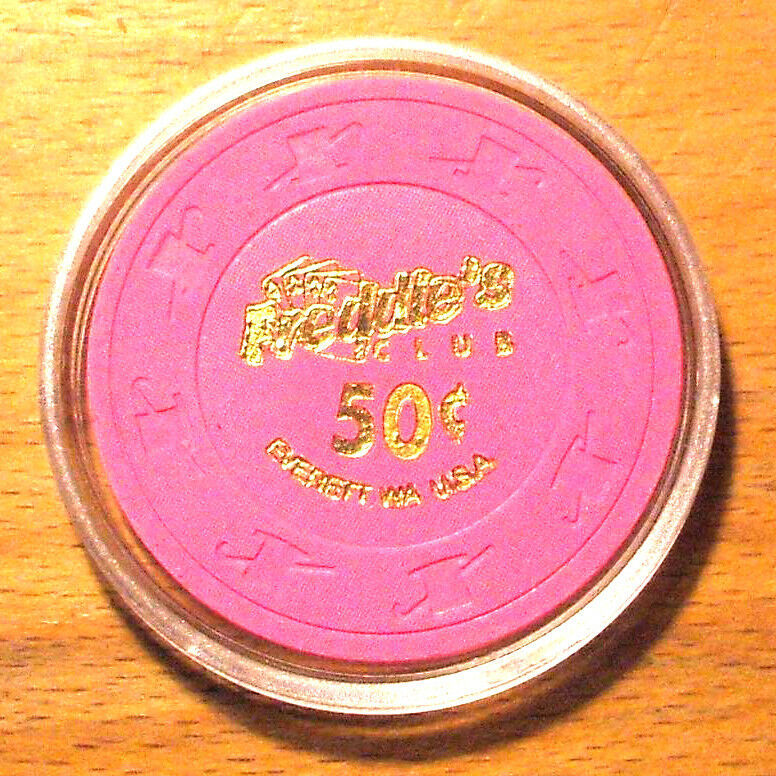 Freddie's
CLUB
50¢
EVERETT, WA U.S.A.